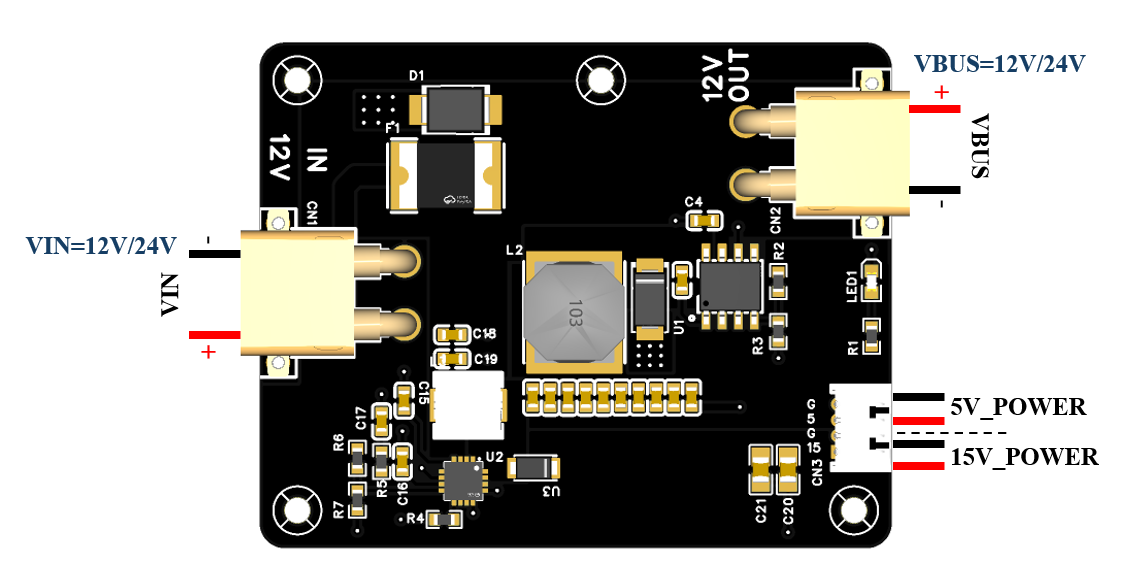 VBUS=12V/24V
+
VBUS
-
12V
OUT
D1
F1
IN
12V
CN1
VIN=12V/24V
-
VIN
+
C4
CN2
L2
103
U1
R2
R3
LED1
R1
C18
C19
C15
C17
R6
R5
C16
R7
R4
U2
U3
G
5
G
15
CN3
C21
C20
5V_POWER
15V_POWER